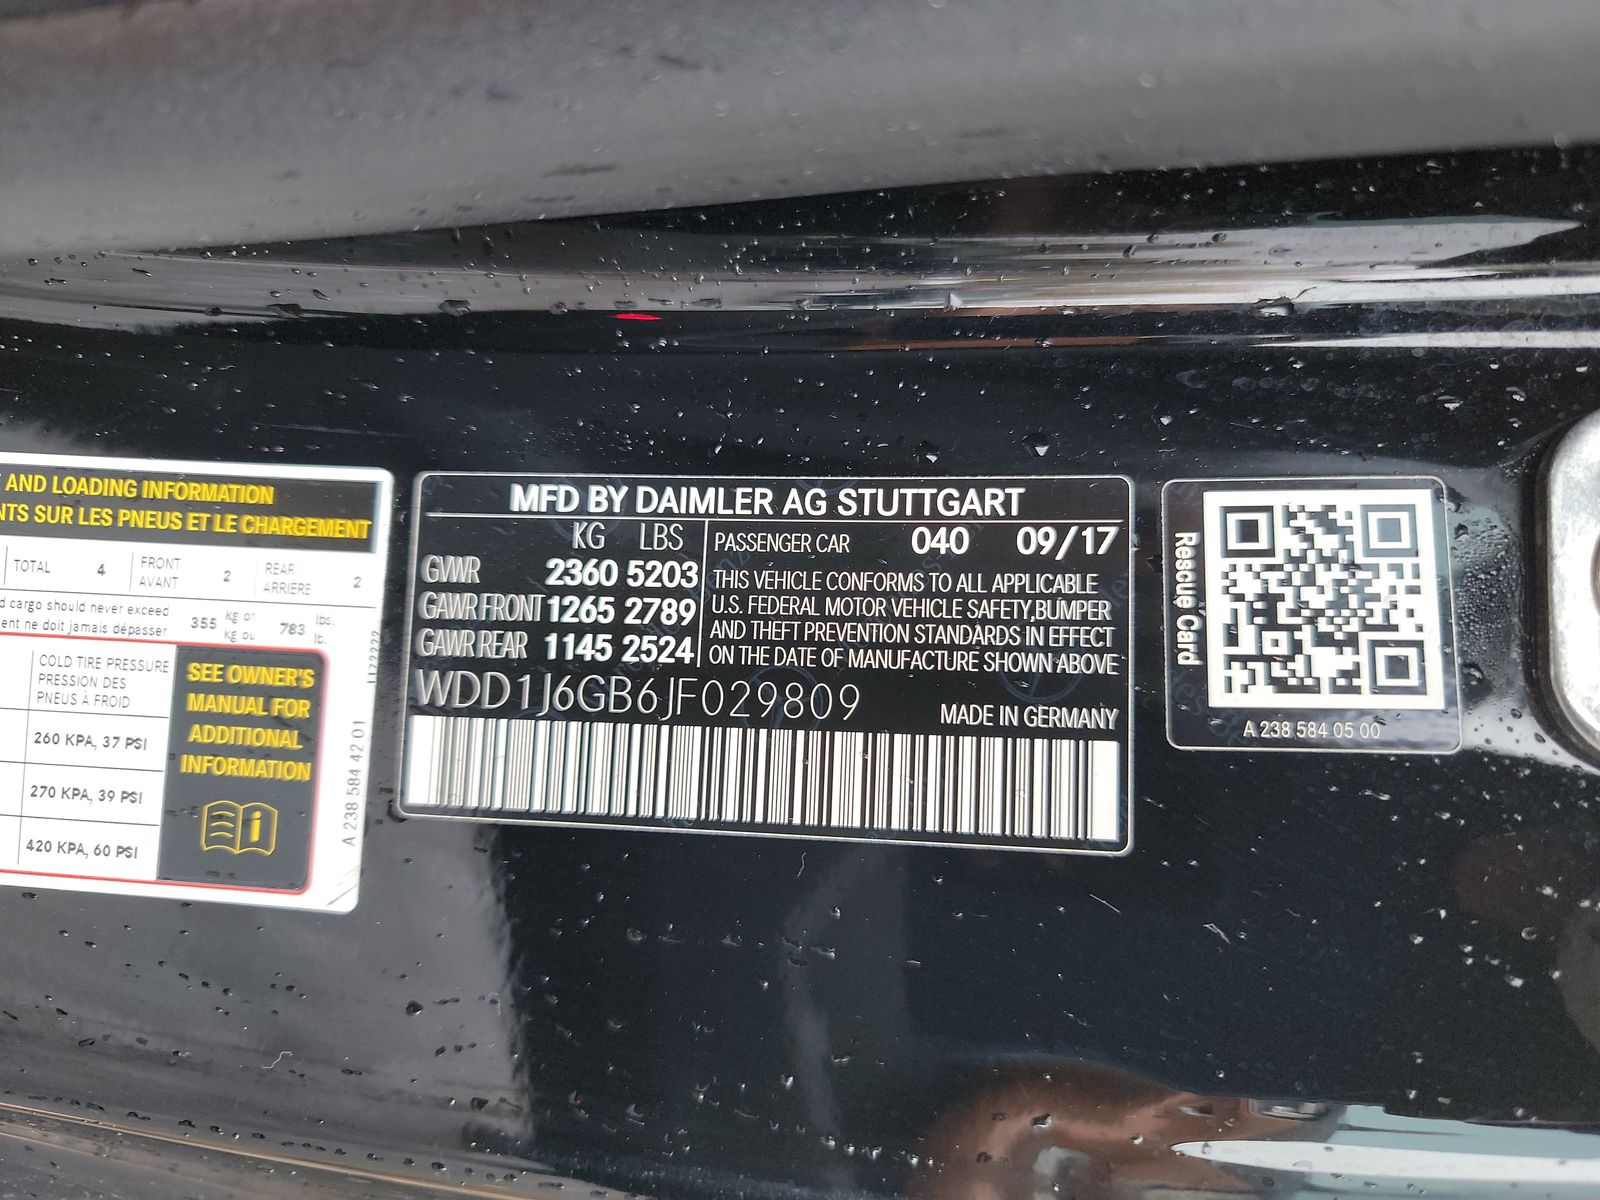 AND LOADING INFORMATION
NTS SUR LES PNEUS ET LE CHARGEMENT
TOTAL 4 FRONT AVANT 2 REAR ARRIÈRE 2
d cargo should never exceed 355 kg or 783 lbs.
ent ne doit jamais dépasser kg ou lb.
COLD TIRE PRESSURE
PRESSION DES
PNEUS À FROID
260 KPA, 37 PSI
270 KPA, 39 PSI
420 KPA, 60 PSI
SEE OWNER'S
MANUAL FOR
ADDITIONAL
INFORMATION
i
A 238 584 42 01
MFD BY DAIMLER AG STUTTGART
KG LBS
GVWR 2360 5203
GAWR FRONT 1265 2789
GAWR REAR 1145 2524
PASSENGER CAR 040 09/17
THIS VEHICLE CONFORMS TO ALL APPLICABLE
U.S. FEDERAL MOTOR VEHICLE SAFETY,BUMPER
AND THEFT PREVENTION STANDARDS IN EFFECT
ON THE DATE OF MANUFACTURE SHOWN ABOVE
WDD1J6GB6JF029809
MADE IN GERMANY
Rescue Card
A 238 584 05 00